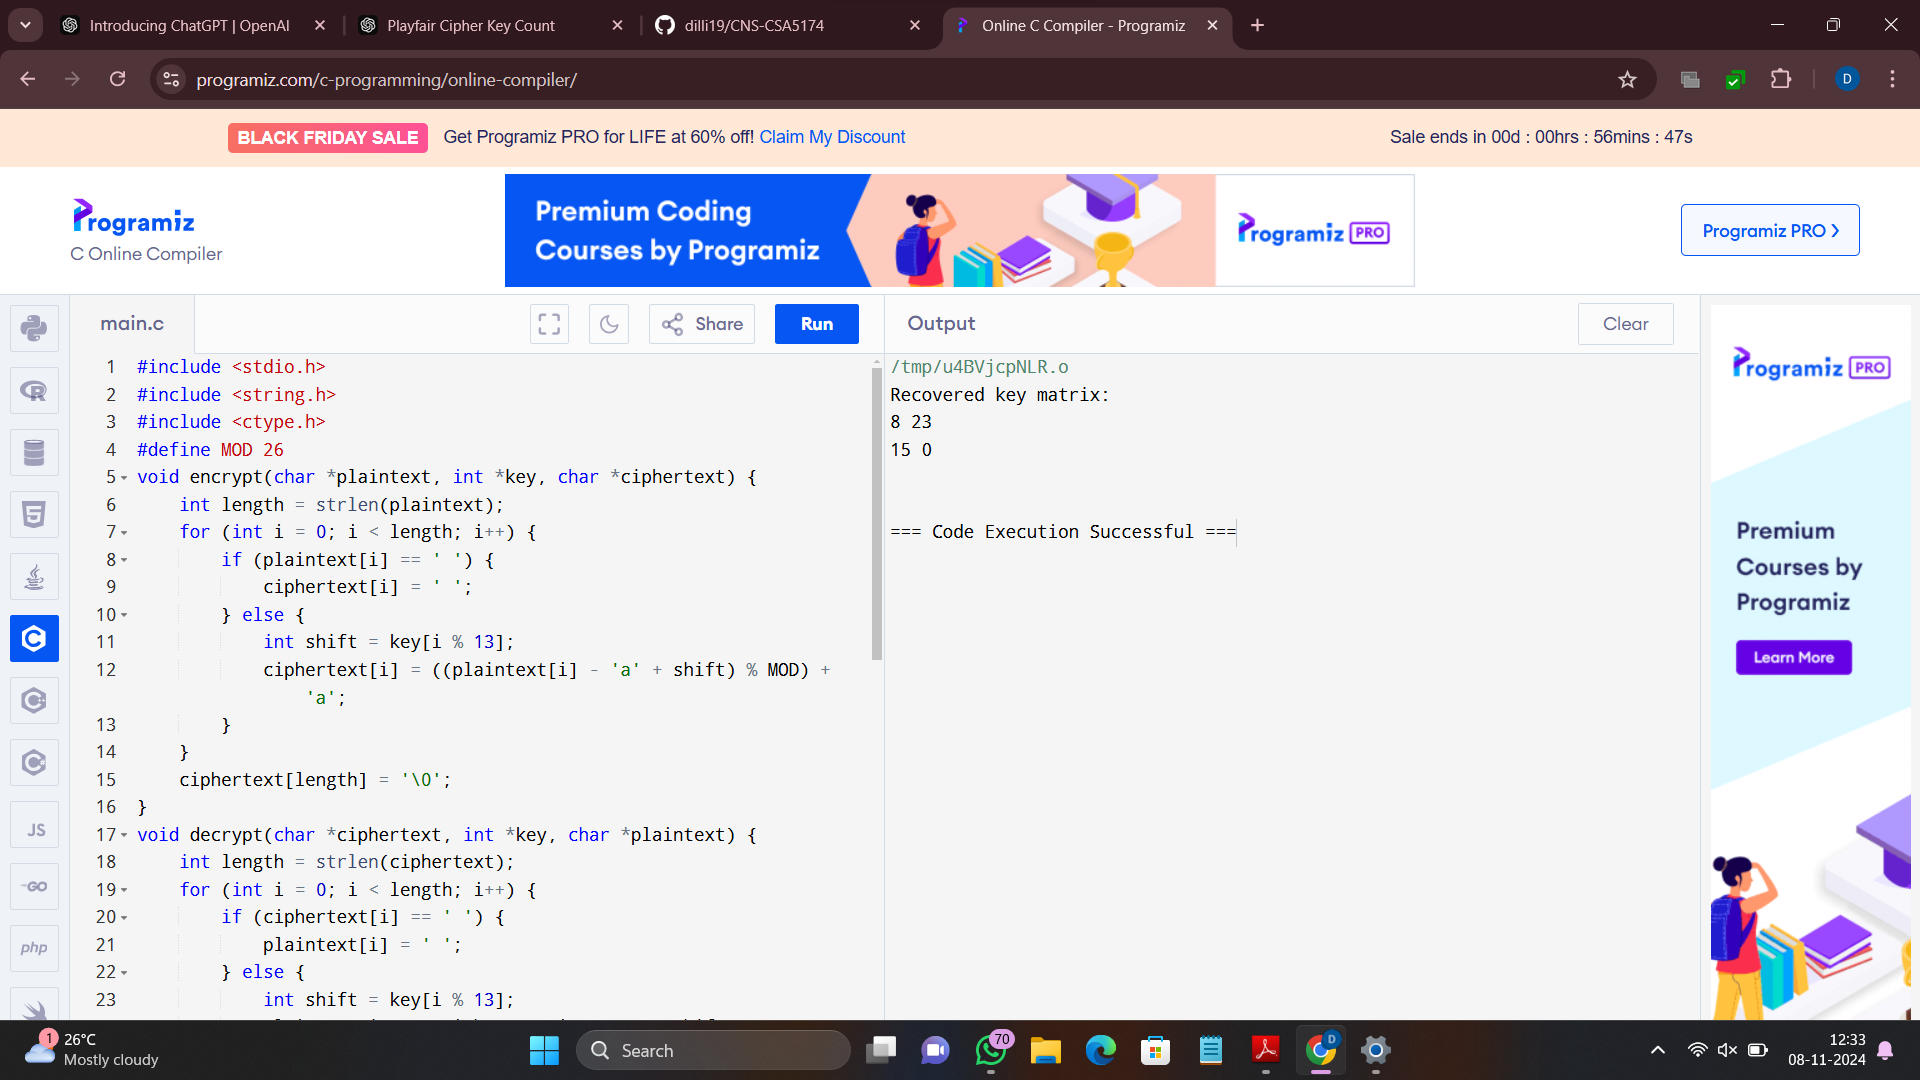 Introducing ChatGPT | OpenAI
Playfair Cipher Key Count
dilli19/CNS-CSA5174
Online C Compiler - Programiz
programiz.com/c-programming/online-compiler/
D
BLACK FRIDAY SALE Get Programiz PRO for LIFE at 60% off! Claim My Discount
Sale ends in 00d : 00hrs : 56mins : 47s
Programiz
C Online Compiler
Premium Coding
Courses by Programiz
Programiz PRO
Programiz PRO ›
main.c
Share
Run
Output
Clear
1 #include <stdio.h>
2 #include <string.h>
3 #include <ctype.h>
4 #define MOD 26
5 void encrypt(char *plaintext, int *key, char *ciphertext) {
6 int length = strlen(plaintext);
7 for (int i = 0; i < length; i++) {
8 if (plaintext[i] == ' ') {
9 ciphertext[i] = ' ';
10 } else {
11 int shift = key[i % 13];
12 ciphertext[i] = ((plaintext[i] - 'a' + shift) % MOD) +
'a';
13 }
14 }
15 ciphertext[length] = '\0';
16 }
17 void decrypt(char *ciphertext, int *key, char *plaintext) {
18 int length = strlen(ciphertext);
19 for (int i = 0; i < length; i++) {
20 if (ciphertext[i] == ' ') {
21 plaintext[i] = ' ';
22 } else {
23 int shift = key[i % 13];
/tmp/u4BVjcpNLR.o
Recovered key matrix:
8 23
15 0
=== Code Execution Successful ===
JS
GO
php
Programiz PRO
Premium
Courses by
Programiz
Learn More
1
26°C
Mostly cloudy
Search
70
D
12:33
08-11-2024